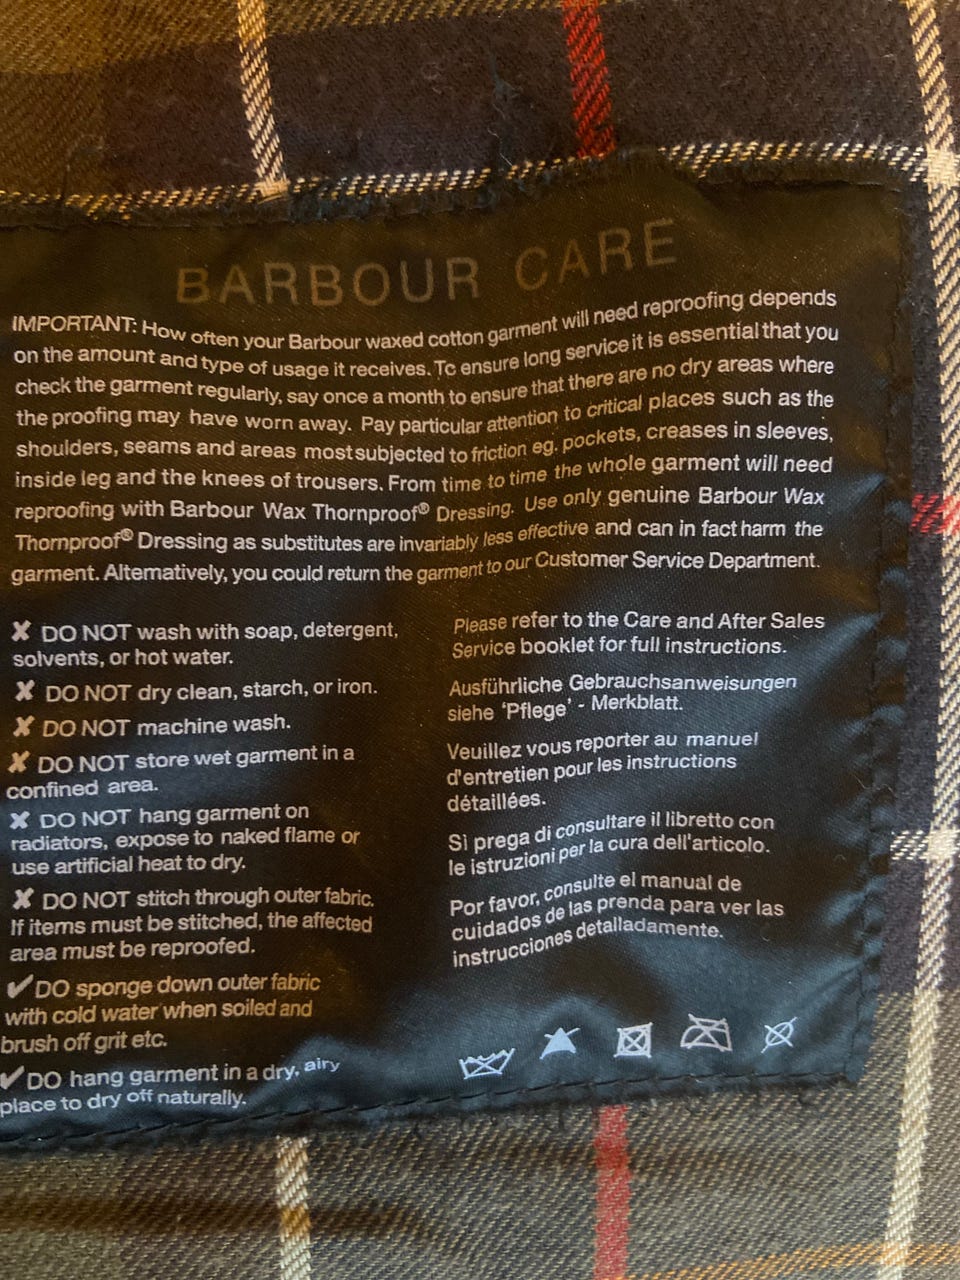 BARBOUR CARE
IMPORTANT: How often your Barbour waxed cotton garment will need reproofing depends
on the amount and type of usage it receives. To ensure long service it is essential that you
check the garment regularly, say once a month to ensure that there are no dry areas where
the proofing may have worn away. Pay particular attention to critical places such as the
shoulders, seams and areas most subjected to friction eg. pockets, creases in sleeves,
inside leg and the knees of trousers. From time to time the whole garment will need
reproofing with Barbour Wax Thornproof® Dressing. Use only genuine Barbour Wax
Thornproof® Dressing as substitutes are invariably less effective and can in fact harm the
garment. Alternatively, you could return the garment to our Customer Service Department.
✘ DO NOT wash with soap, detergent,
solvents, or hot water.
✘ DO NOT dry clean, starch, or iron.
✘ DO NOT machine wash.
✘ DO NOT store wet garment in a
confined area.
✘ DO NOT hang garment on
radiators, expose to naked flame or
use artificial heat to dry.
✘ DO NOT stitch through outer fabric.
If items must be stitched, the affected
area must be reproofed.
✔ DO sponge down outer fabric
with cold water when soiled and
brush off grit etc.
✔ DO hang garment in a dry, airy
place to dry off naturally.
Please refer to the Care and After Sales
Service booklet for full instructions.
Ausführliche Gebrauchsanweisungen
siehe 'Pflege' - Merkblatt.
Veuillez vous reporter au manuel
d'entretien pour les instructions
détaillées.
Si prega di consultare il libretto con
le istruzioni per la cura dell'articolo.
Por favor, consulte el manual de
cuidados de las prenda para ver las
instrucciones detalladamente.